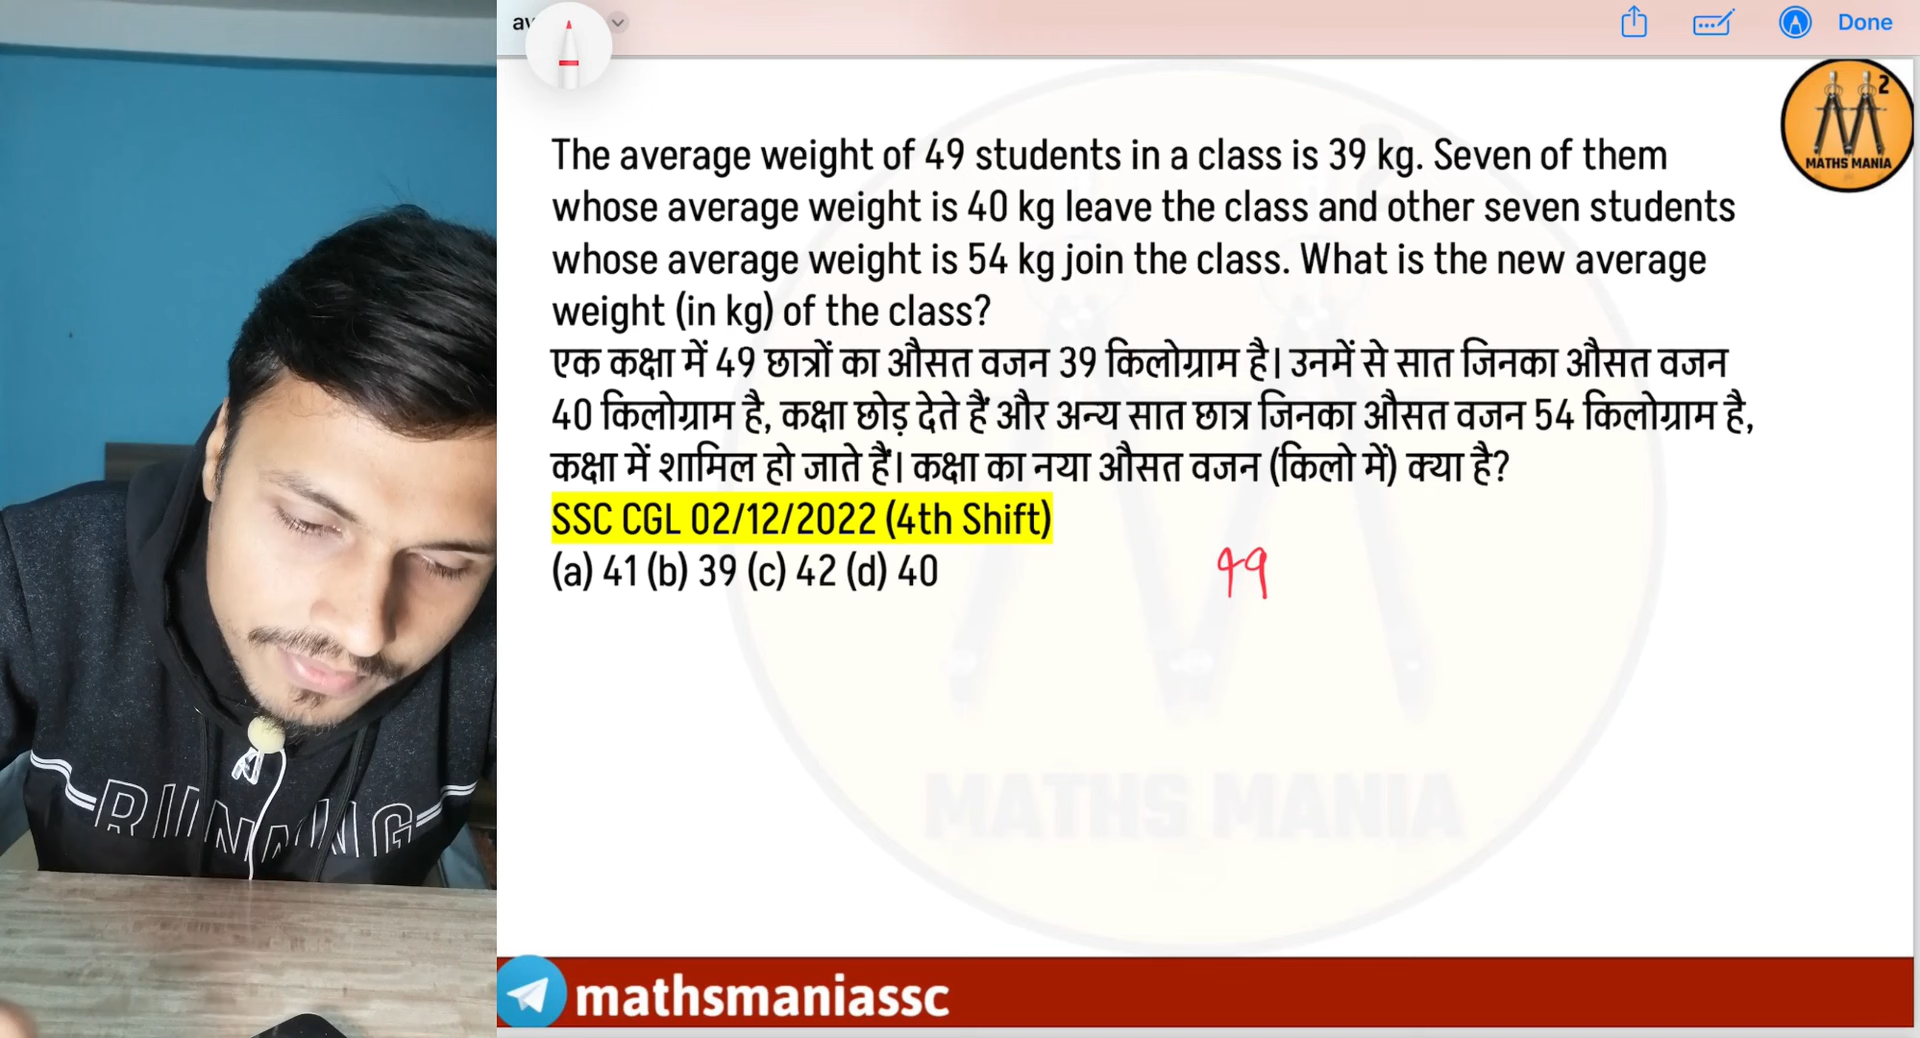 Done
2
MATHS MANIA
The average weight of 49 students in a class is 39 kg. Seven of them
whose average weight is 40 kg leave the class and other seven students
whose average weight is 54 kg join the class. What is the new average
weight (in kg) of the class?
एक कक्षा में 49 छात्रों का औसत वजन 39 किलोग्राम है। उनमें से सात जिनका औसत वजन
40 किलोग्राम है, कक्षा छोड़ देते हैं और अन्य सात छात्र जिनका औसत वजन 54 किलोग्राम है,
कक्षा में शामिल हो जाते हैं। कक्षा का नया औसत वजन (किलो में) क्या है?
SSC CGL 02/12/2022 (4th Shift)
(a) 41 (b) 39 (c) 42 (d) 40
49
MATHS MANIA
RUNNING
mathsmaniassc